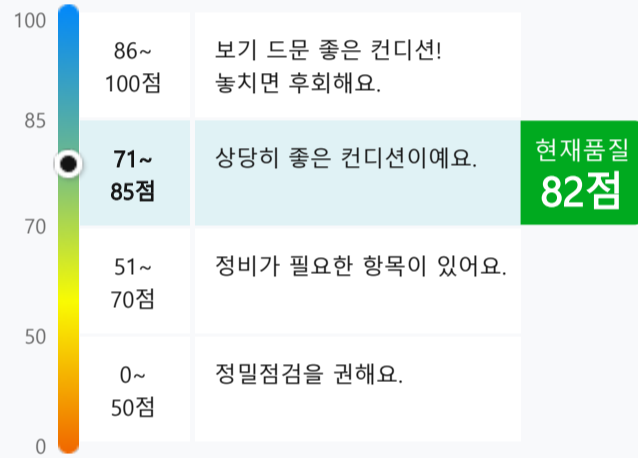 100
86~
100점
보기 드문 좋은 컨디션!
놓치면 후회해요.
85
71~
85점
상당히 좋은 컨디션이예요.
현재품질
82점
70
51~
70점
정비가 필요한 항목이 있어요.
50
0~
50점
정밀점검을 권해요.
0